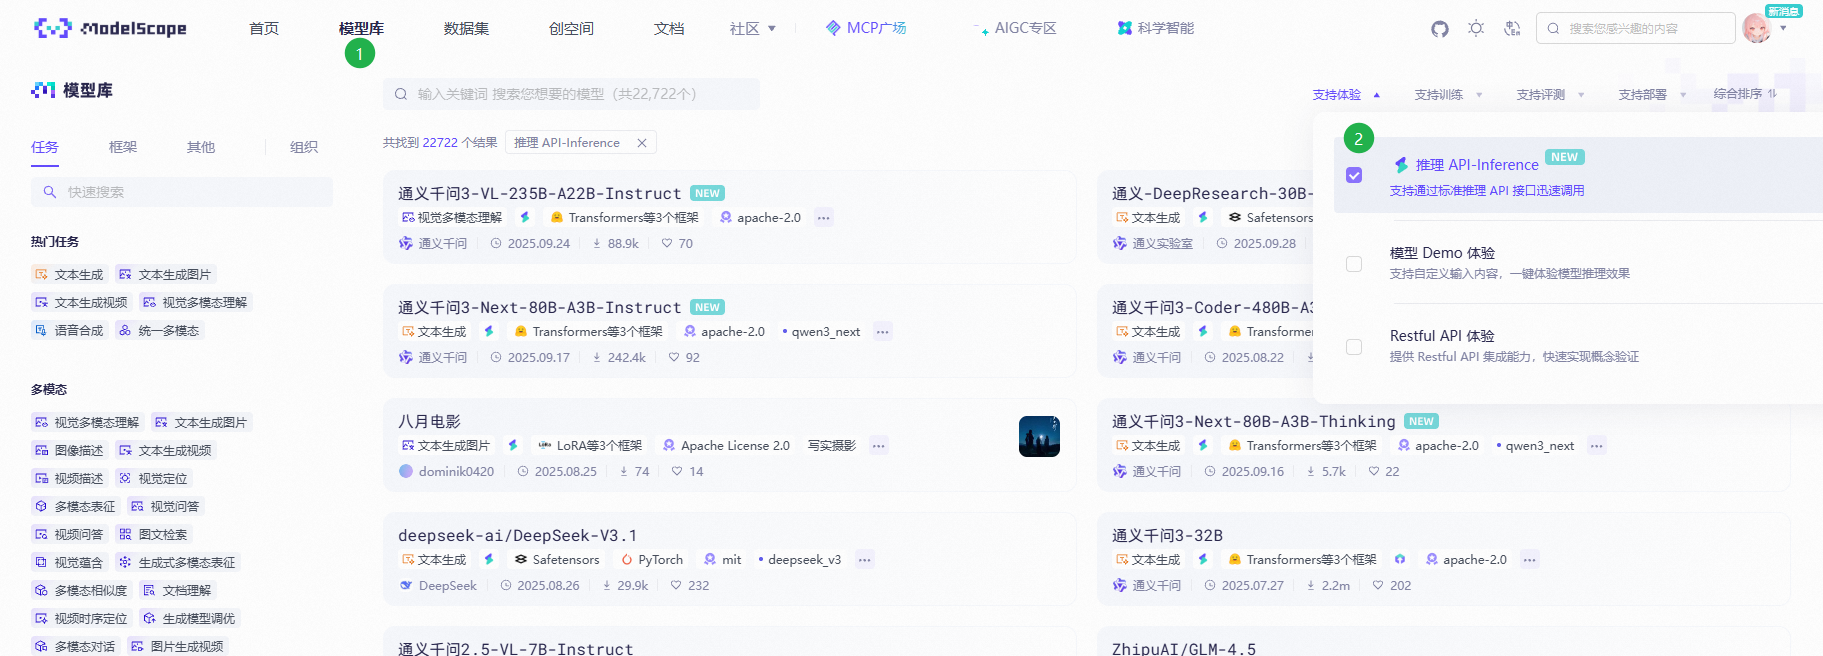 ModelScope 首页 模型库 数据集 创空间 文档 社区 MCP广场 AIGC专区 科学智能 搜索您感兴趣的内容 新消息
1
模型库
输入关键词 搜索您想要的模型（共22,722个）
支持体验 支持训练 支持评测 支持部署 综合排序
任务 框架 其他 组织
共找到 22722 个结果 推理 API-Inference
快速搜索
热门任务
文本生成 文本生成图片
文本生成视频 视觉多模态理解
语音合成 统一多模态
多模态
视觉多模态理解 文本生成图片
图像描述 文本生成视频
视频描述 视觉定位
多模态表征 视觉问答
视频问答 图文检索
视觉蕴含 生成式多模态表征
多模态相似度 文档理解
视频时序定位 生成模型调优
多模态对话 图片生成视频
通义千问3-VL-235B-A22B-Instruct NEW
视觉多模态理解 Transformers等3个框架 apache-2.0 ...
通义千问 2025.09.24 88.9k 70
通义-DeepResearch-30B-
文本生成 Safetensors
通义实验室 2025.09.28
通义千问3-Next-80B-A3B-Instruct NEW
文本生成 Transformers等3个框架 apache-2.0 qwen3_next ...
通义千问 2025.09.17 242.4k 92
通义千问3-Coder-480B-A3
文本生成 Transforme
通义千问 2025.08.22
八月电影
文本生成图片 LoRA等3个框架 Apache License 2.0 写实摄影 ...
dominik0420 2025.08.25 74 14
通义千问3-Next-80B-A3B-Thinking NEW
文本生成 Transformers等3个框架 apache-2.0 qwen3_next ...
通义千问 2025.09.16 5.7k 22
deepseek-ai/DeepSeek-V3.1
文本生成 Safetensors PyTorch mit deepseek_v3 ...
DeepSeek 2025.08.26 29.9k 232
通义千问3-32B
文本生成 Transformers等3个框架 apache-2.0 ...
通义千问 2025.07.27 2.2m 202
通义千问2.5-VL-7B-Instruct
ZhipuAI/GLM-4.5
2
推理 API-Inference NEW
支持通过标准推理 API 接口迅速调用
模型 Demo 体验
支持自定义输入内容，一键体验模型推理效果
Restful API 体验
提供 Restful API 集成能力，快速实现概念验证